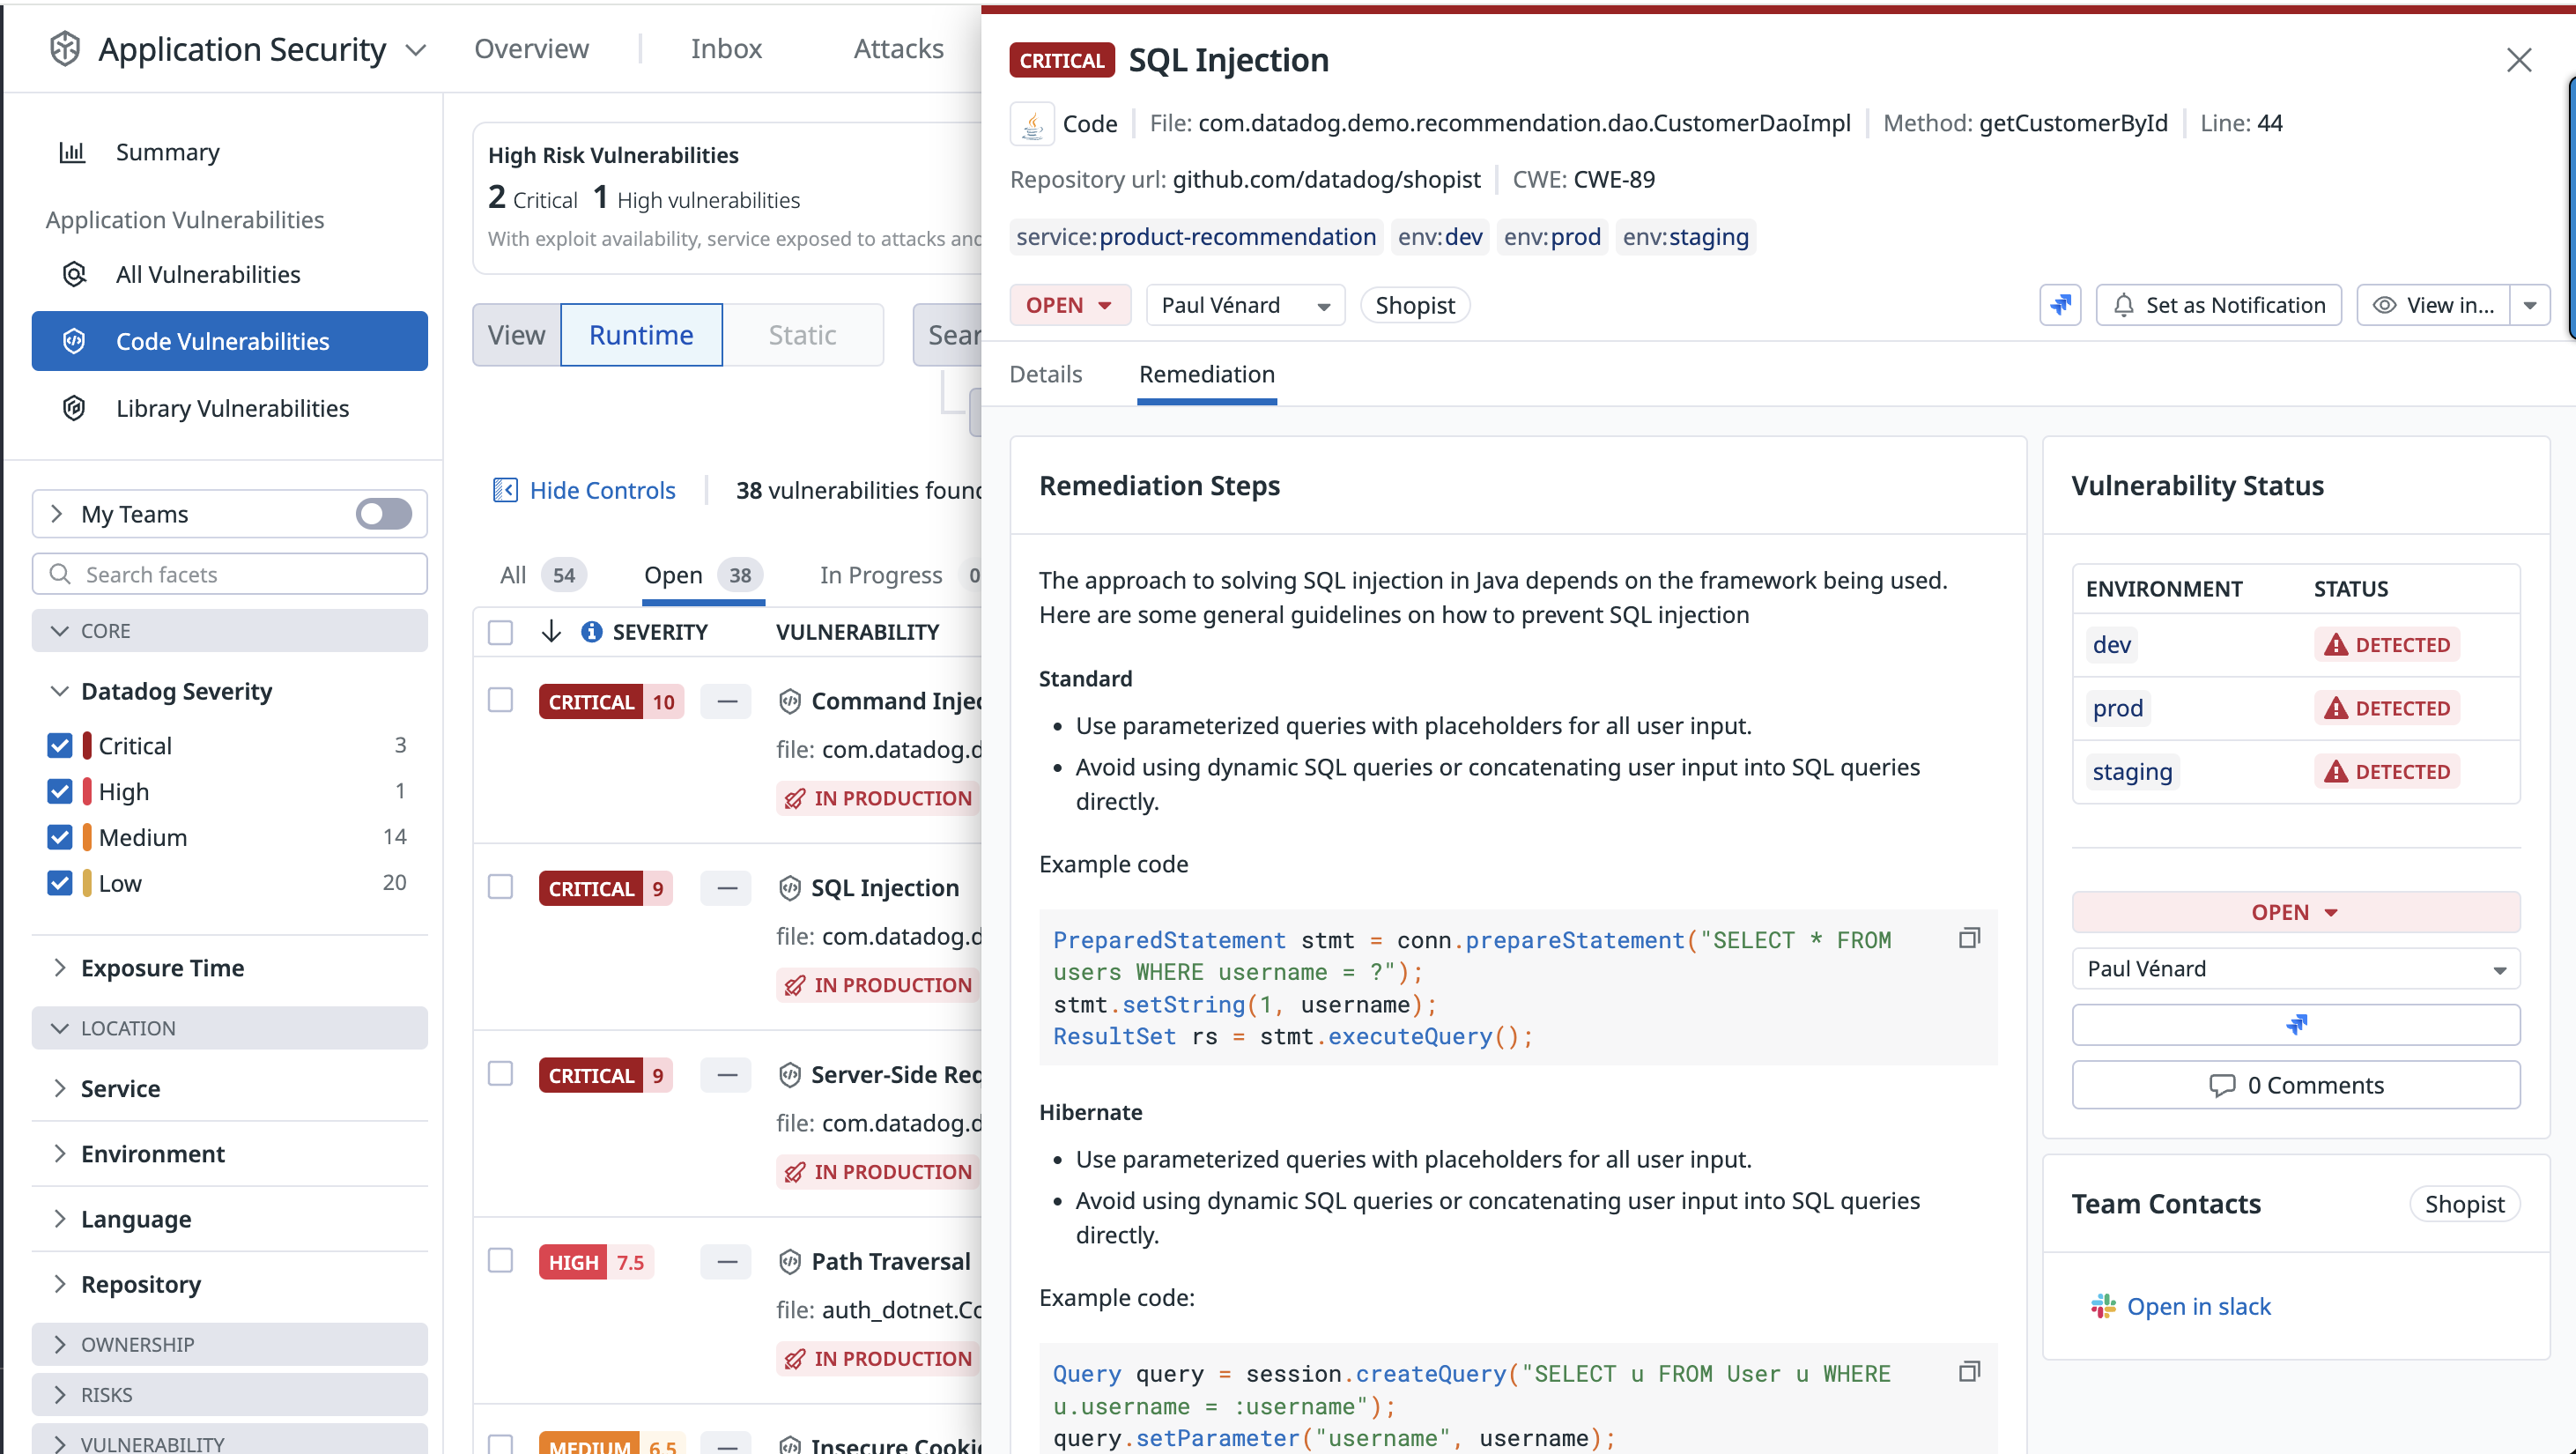 Application Security
Overview
Inbox
Attacks
Summary
Application Vulnerabilities
All Vulnerabilities
Code Vulnerabilities
Library Vulnerabilities
My Teams
Search facets
CORE
Datadog Severity
Critical 3
High 1
Medium 14
Low 20
Exposure Time
LOCATION
Service
Environment
Language
Repository
OWNERSHIP
RISKS
VULNERABILITY
High Risk Vulnerabilities
2 Critical 1 High vulnerabilities
With exploit availability, service exposed to attacks
View Runtime Static
Hide Controls 38 vulnerabilities found
All 54 Open 38 In Progress 0
SEVERITY VULNERABILITY
CRITICAL 10 — Command
file:
IN PRODUCTION
CRITICAL 9 — SQL Injection
file:
IN PRODUCTION
CRITICAL 9 — Server-Side
file:
IN PRODUCTION
HIGH 7.5 — Path Traversal
file:
IN PRODUCTION
MEDIUM 6.5 — Insecure
CRITICAL SQL Injection
Code File: com.datadog.demo.recommendation.dao.CustomerDaoImpl Method: getCustomerById Line: 44
Repository url: github.com/datadog/shopist CWE: CWE-89
service:product-recommendation env:dev env:prod env:staging
OPEN Paul Vénard Shopist
Set as Notification View in...
Details Remediation
Remediation Steps
The approach to solving SQL injection in Java depends on the framework being used.
Here are some general guidelines on how to prevent SQL injection
Standard
• Use parameterized queries with placeholders for all user input.
• Avoid using dynamic SQL queries or concatenating user input into SQL queries
directly.
Example code
PreparedStatement stmt = conn.prepareStatement("SELECT * FROM
users WHERE username = ?");
stmt.setString(1, username);
ResultSet rs = stmt.executeQuery();
Hibernate
• Use parameterized queries with placeholders for all user input.
• Avoid using dynamic SQL queries or concatenating user input into SQL queries
directly.
Example code:
Query query = session.createQuery("SELECT u FROM User u WHERE
u.username = :username");
query.setParameter("username", username);
Vulnerability Status
ENVIRONMENT STATUS
dev DETECTED
prod DETECTED
staging DETECTED
OPEN
Paul Vénard
0 Comments
Team Contacts
Shopist
Open in slack